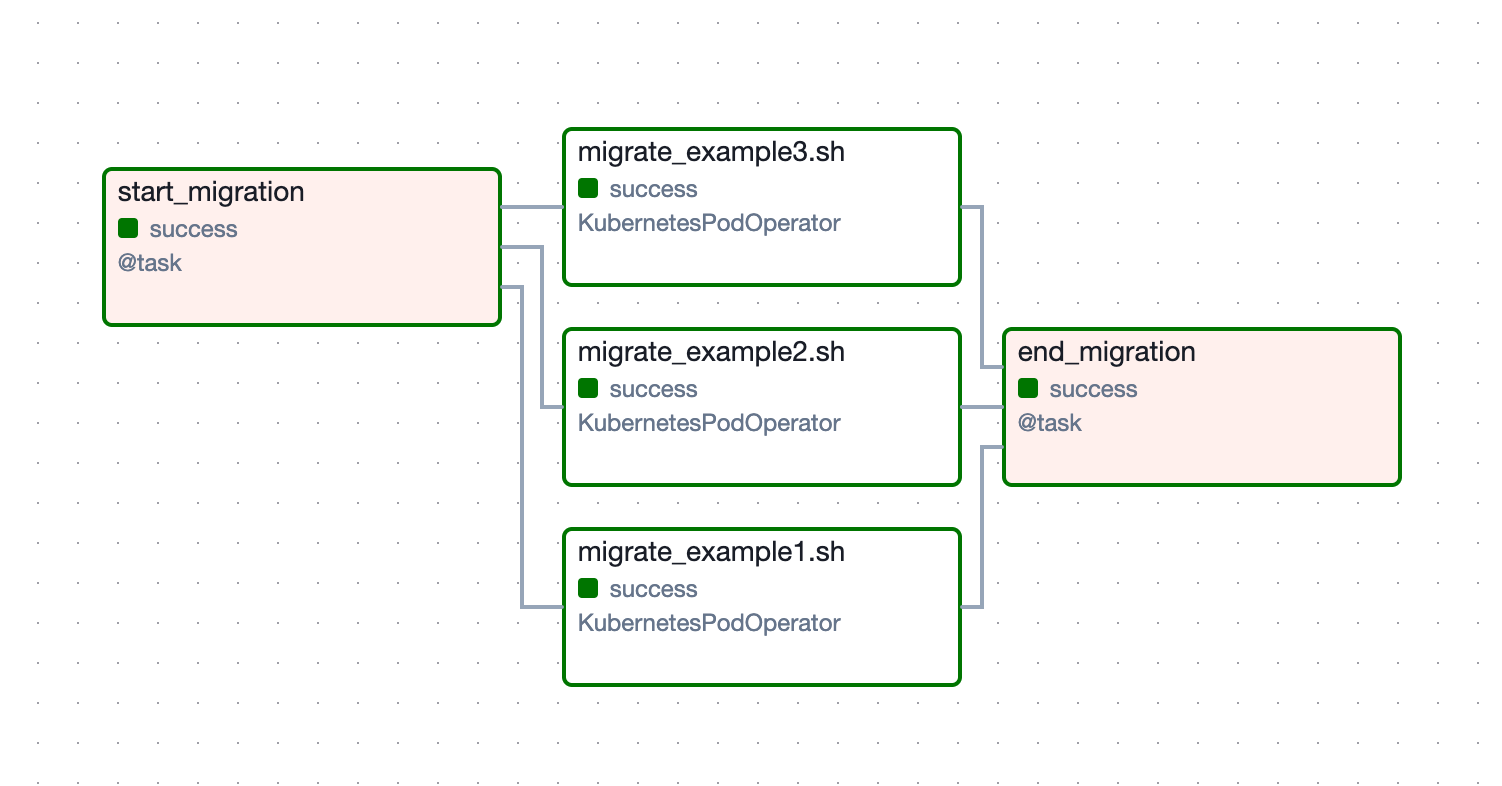 start_migration
success
@task
migrate_example3.sh
success
KubernetesPodOperator
migrate_example2.sh
success
KubernetesPodOperator
migrate_example1.sh
success
KubernetesPodOperator
end_migration
success
@task